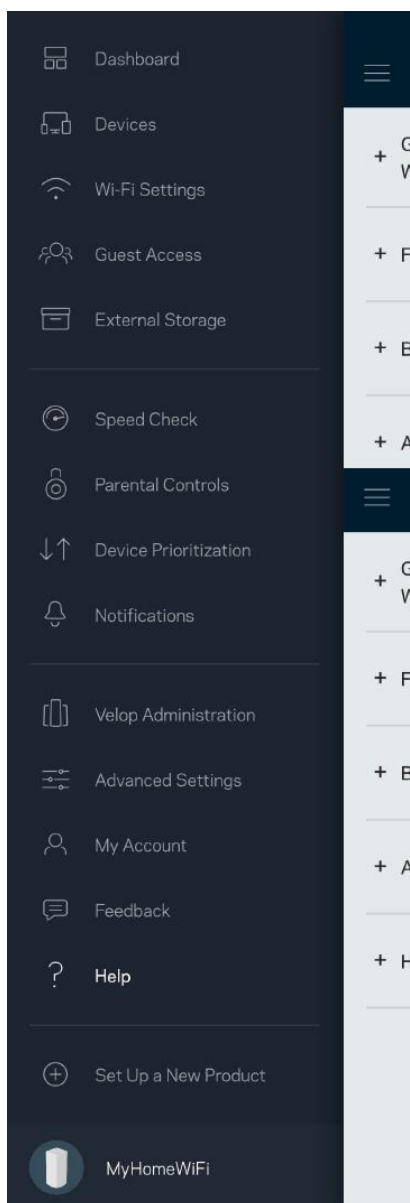 Dashboard
Devices
Wi-Fi Settings
Guest Access
External Storage
Speed Check
Parental Controls
Device Prioritization
Notifications
Velop Administration
Advanced Settings
My Account
Feedback
Help
Set Up a New Product
MyHomeWiFi